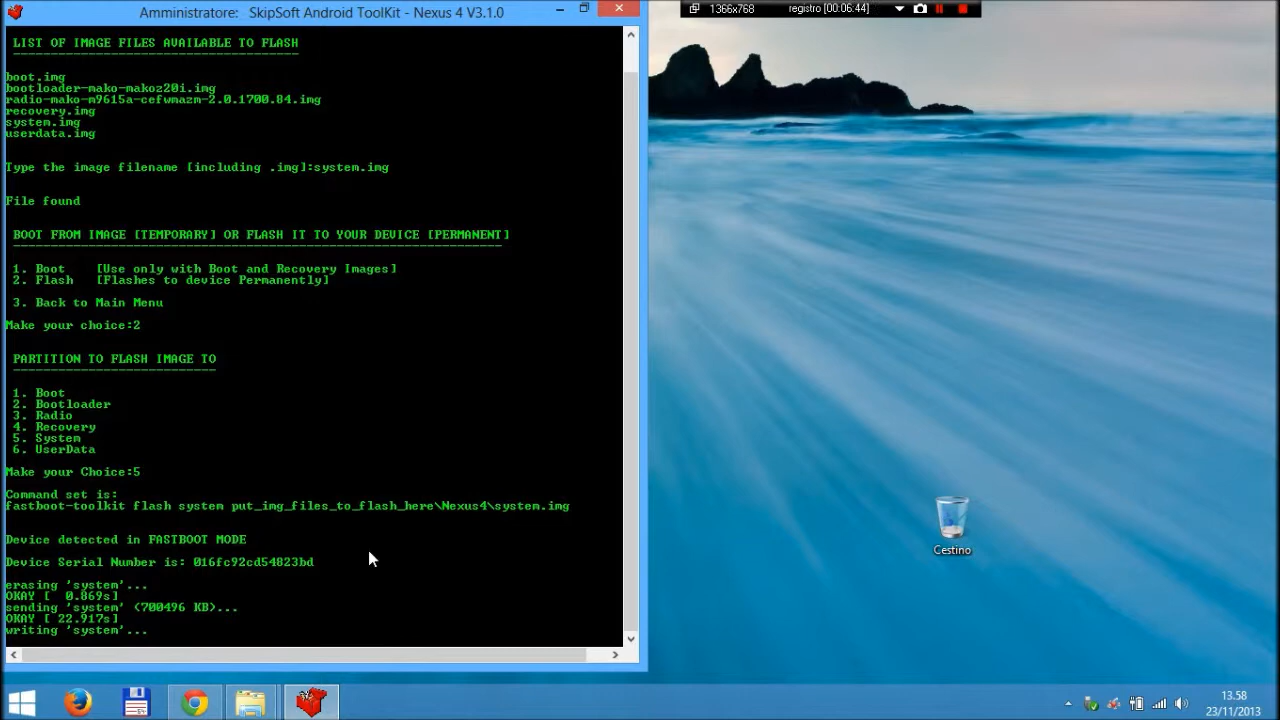 Amministratore: SkipSoft Android ToolKit - Nexus 4 V3.1.0
1366x768
registro [00:06:44]
LIST OF IMAGE FILES AVAILABLE TO FLASH
--------------------------------------
boot.img
bootloader-mako-makoz20i.img
radio-mako-m9615a-cefwmazm-2.0.1700.84.img
recovery.img
system.img
userdata.img
Type the image filename [including .img]:system.img
File found
BOOT FROM IMAGE [TEMPORARY] OR FLASH IT TO YOUR DEVICE [PERMANENT]
-----------------------------------------------------------------
1. Boot [Use only with Boot and Recovery Images]
2. Flash [Flashes to device Permanently]
3. Back to Main Menu
Make your choice:2
PARTITION TO FLASH IMAGE TO
---------------------------
1. Boot
2. Bootloader
3. Radio
4. Recovery
5. System
6. UserData
Make your Choice:5
Command set is:
fastboot-toolkit flash system put_img_files_to_flash_here\Nexus4\system.img
Device detected in FASTBOOT MODE
Device Serial Number is: 016fc92cd54823bd
erasing 'system'...
OKAY [ 0.869s]
sending 'system' (700496 KB)...
OKAY [ 22.917s]
writing 'system'...
Cestino
13.58
23/11/2013